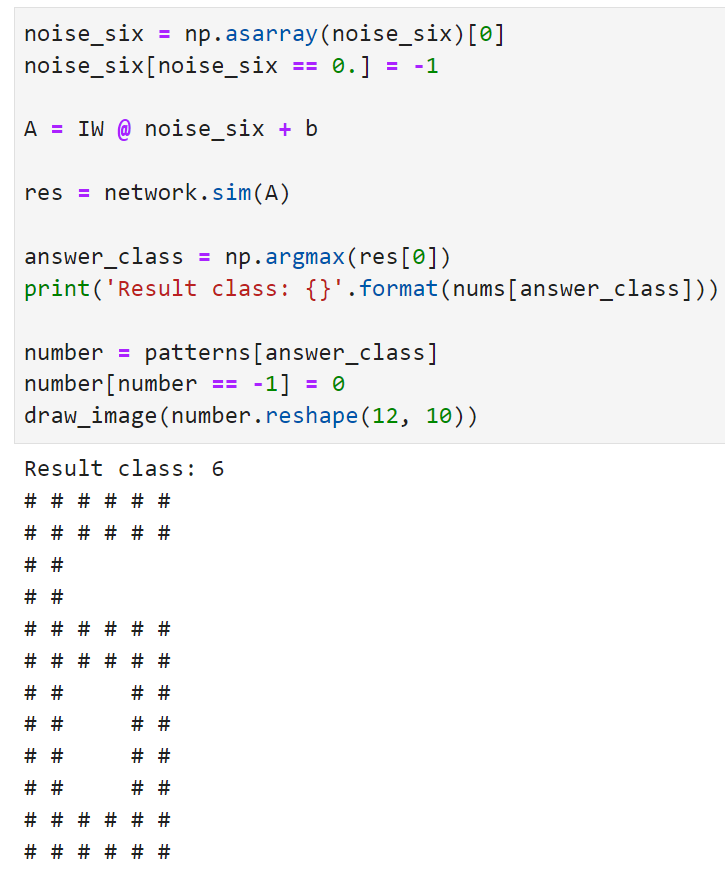 noise_six = np.asarray(noise_six)[0]
noise_six[noise_six == 0.] = -1
A = IW @ noise_six + b
res = network.sim(A)
answer_class = np.argmax(res[0])
print('Result class: {}'.format(nums[answer_class]))
number = patterns[answer_class]
number[number == -1] = 0
draw_image(number.reshape(12, 10))
Result class: 6
# # # # # #
# # # # # #
# #
# #
# # # # # #
# # # # # #
# #     # #
# #     # #
# #     # #
# #     # #
# # # # # #
# # # # # #